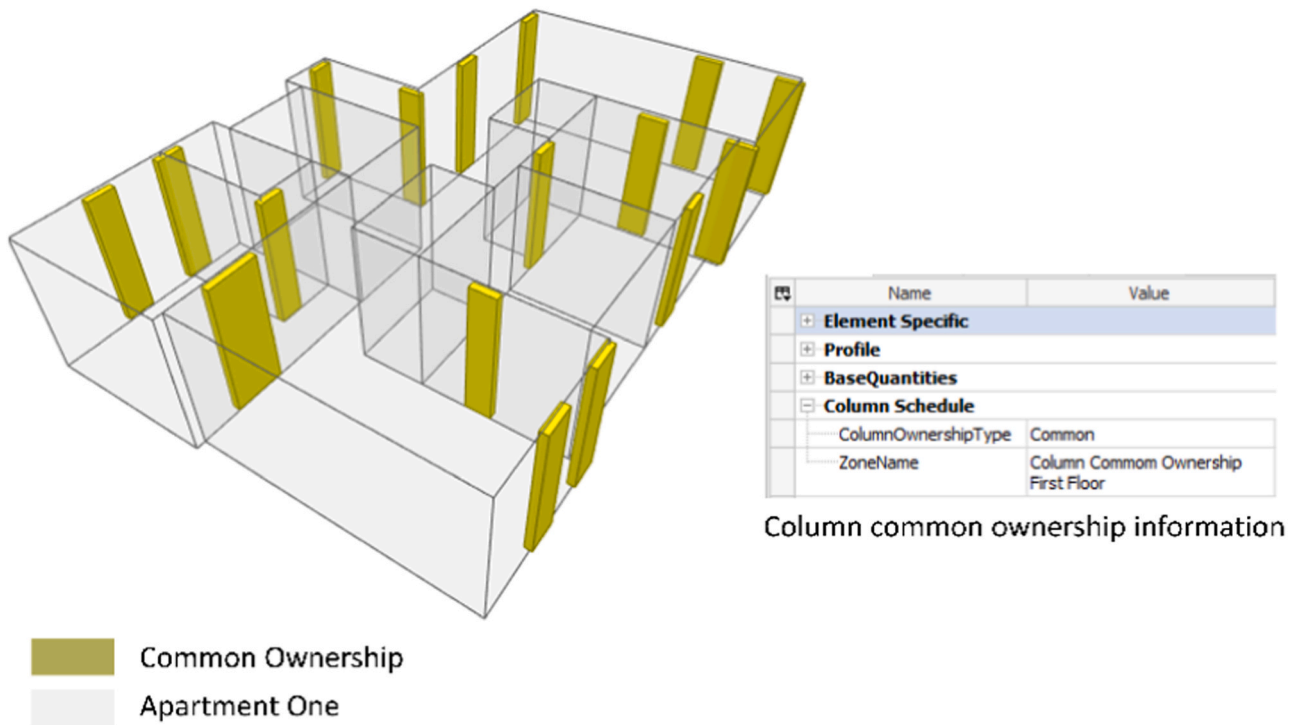 Name Value
Element Specific
Profile
BaseQuantities
Column Schedule
ColumnOwnershipType Common
ZoneName Column Commom Ownership
First Floor
Column common ownership information
Common Ownership
Apartment One